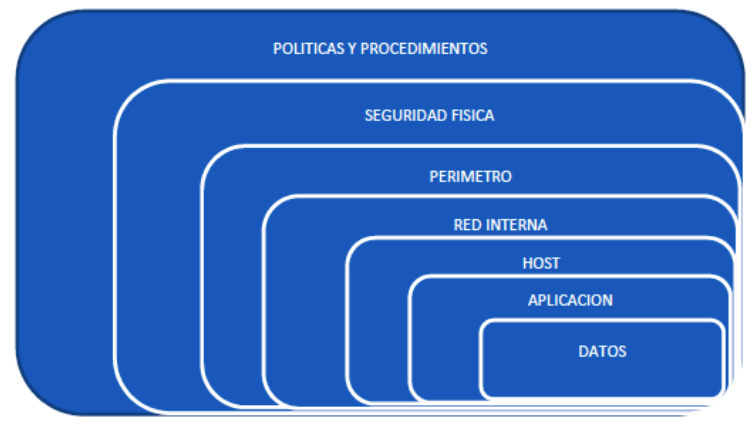 POLITICAS Y PROCEDIMIENTOS
SEGURIDAD FISICA
PERIMETRO
RED INTERNA
HOST
APLICACION
DATOS